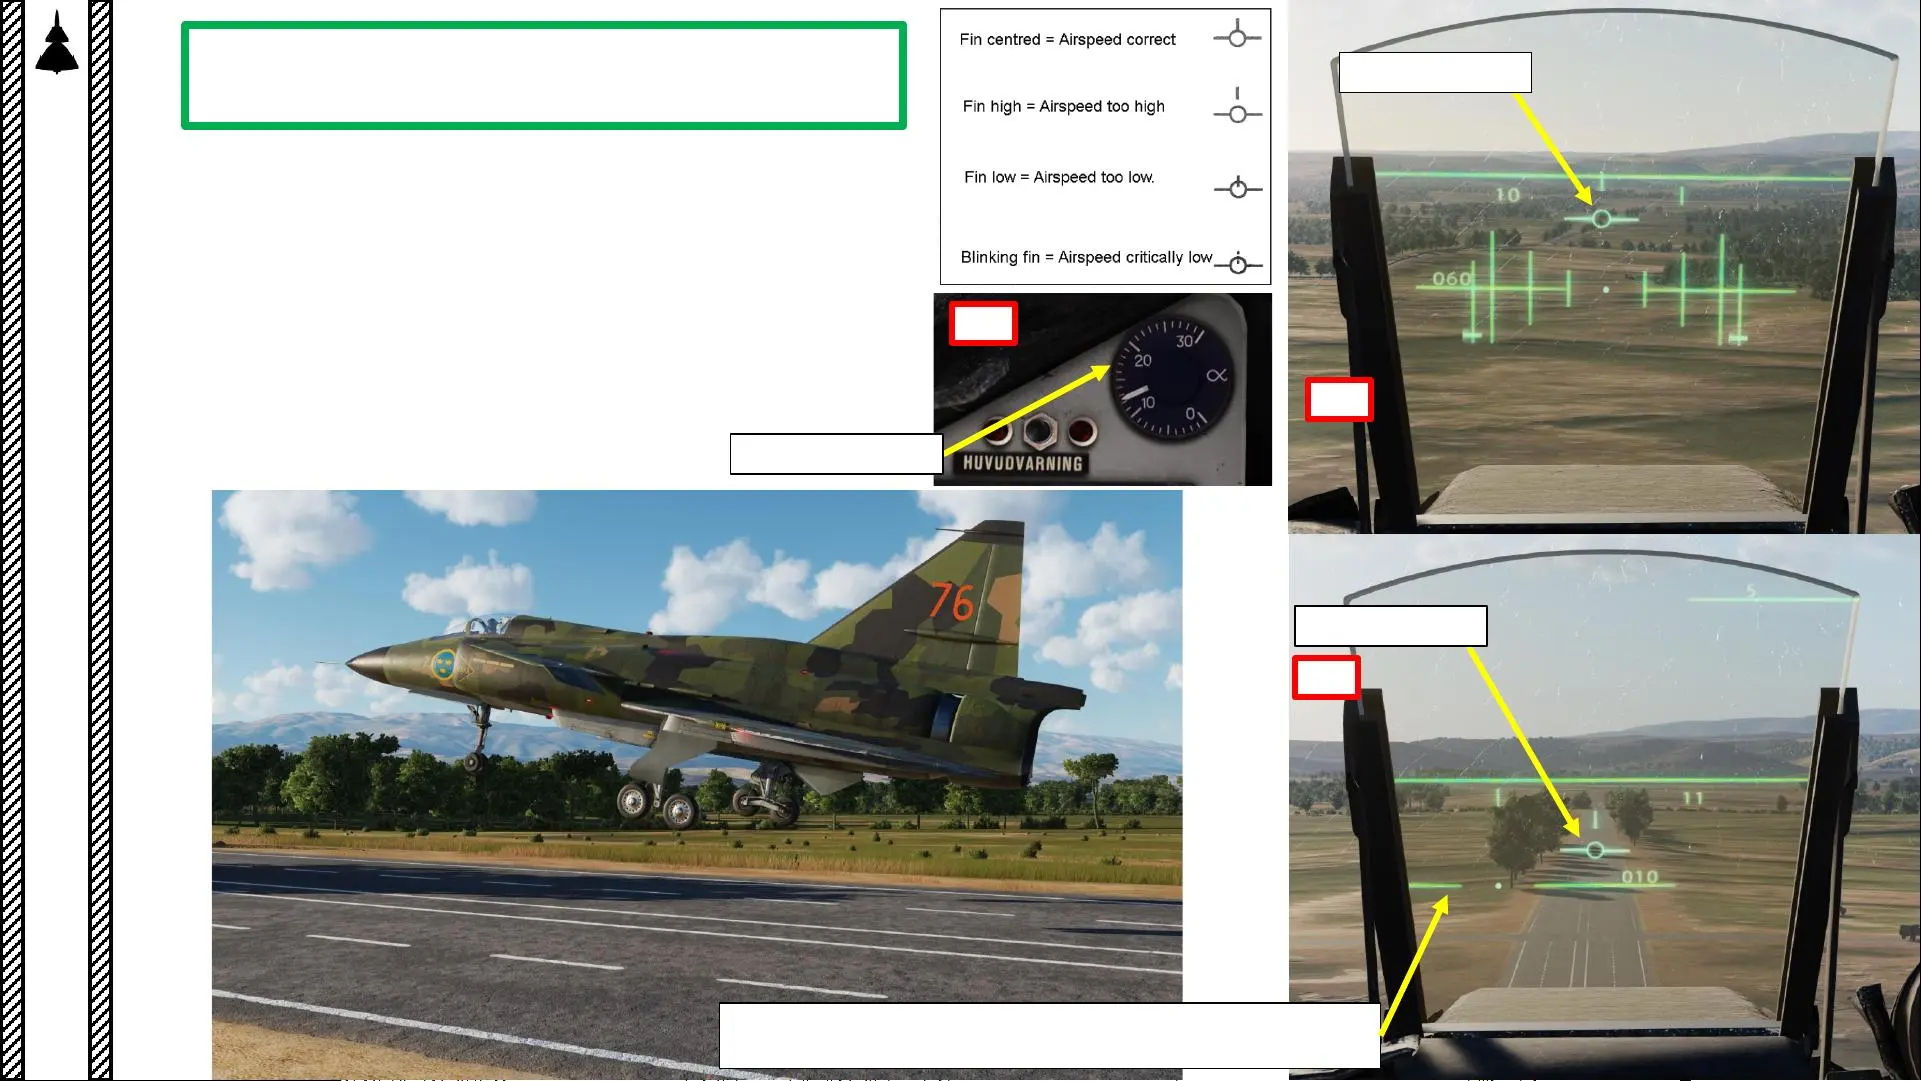 Fin centred = Airspeed correct
Fin high = Airspeed too high
Fin low = Airspeed too low.
Blinking fin = Airspeed critically low
30
20
10
0
α
HUVUDVARNING
10
060
76
5
11
010